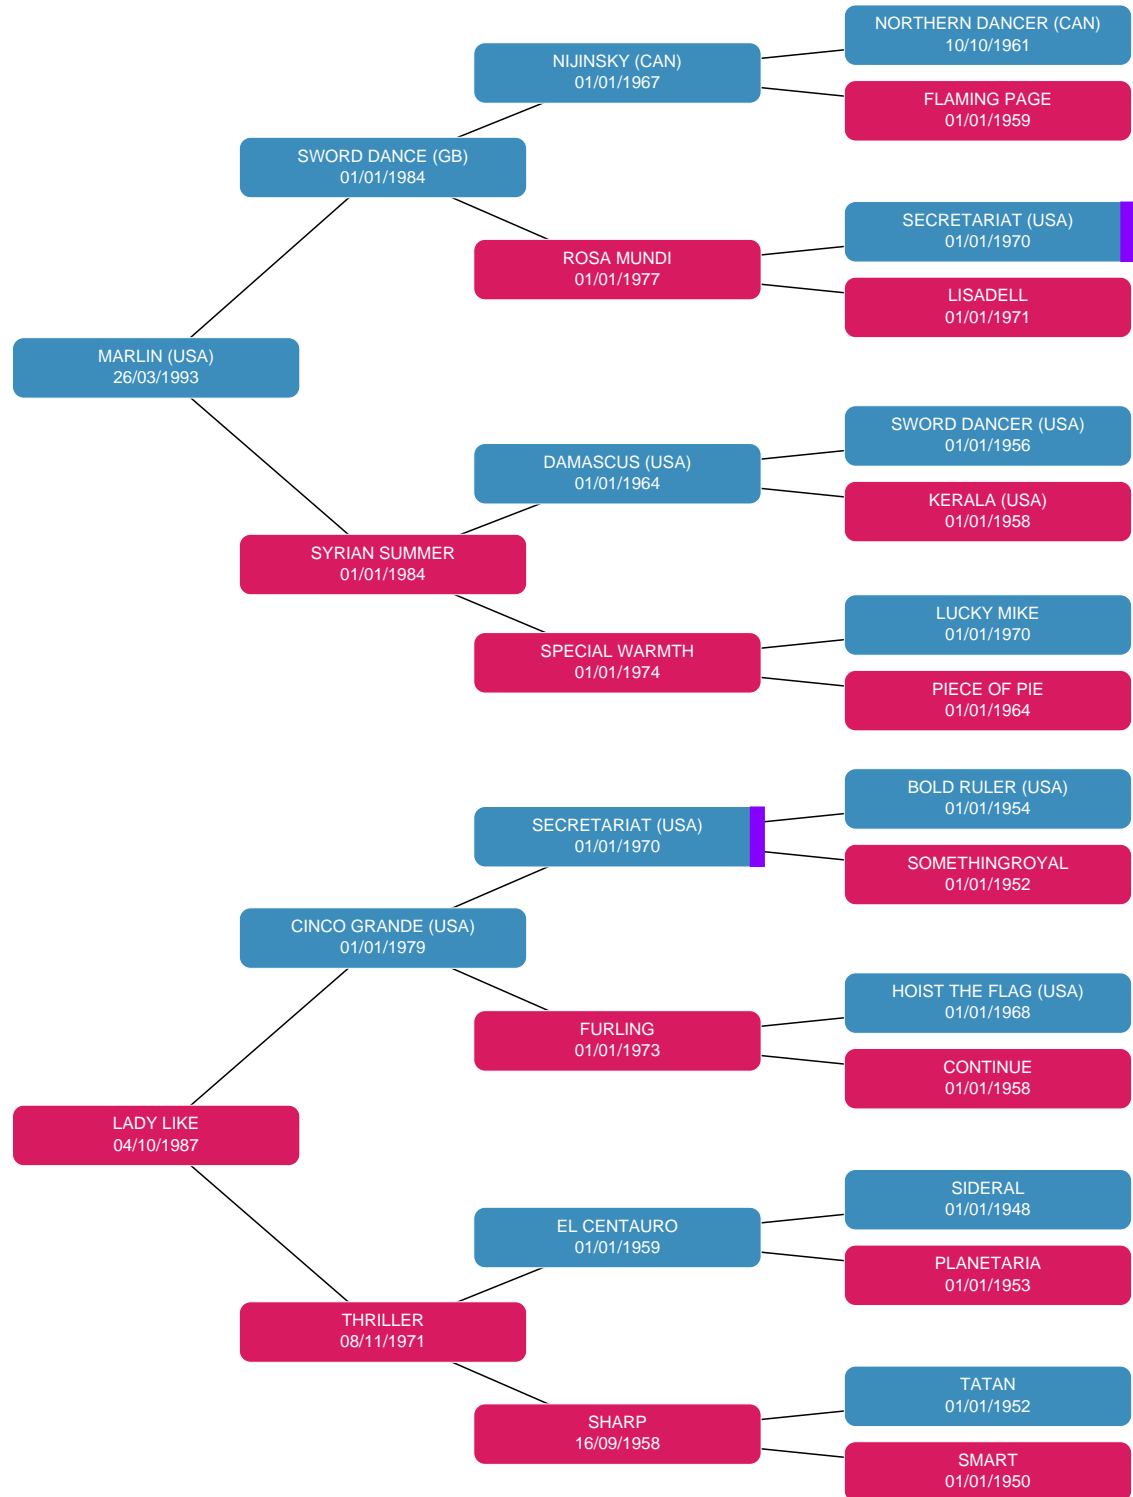 NORTHERN DANCER (CAN)
10/10/1961
NIJINSKY (CAN)
01/01/1967
FLAMING PAGE
01/01/1959
SWORD DANCE (GB)
01/01/1984
SECRETARIAT (USA)
01/01/1970
ROSA MUNDI
01/01/1977
LISADELL
01/01/1971
MARLIN (USA)
26/03/1993
SWORD DANCER (USA)
01/01/1956
DAMASCUS (USA)
01/01/1964
KERALA (USA)
01/01/1958
SYRIAN SUMMER
01/01/1984
LUCKY MIKE
01/01/1970
SPECIAL WARMTH
01/01/1974
PIECE OF PIE
01/01/1964
BOLD RULER (USA)
01/01/1954
SECRETARIAT (USA)
01/01/1970
SOMETHINGROYAL
01/01/1952
CINCO GRANDE (USA)
01/01/1979
HOIST THE FLAG (USA)
01/01/1968
FURLING
01/01/1973
CONTINUE
01/01/1958
LADY LIKE
04/10/1987
SIDERAL
01/01/1948
EL CENTAURO
01/01/1959
PLANETARIA
01/01/1953
THRILLER
08/11/1971
TATAN
01/01/1952
SHARP
16/09/1958
SMART
01/01/1950